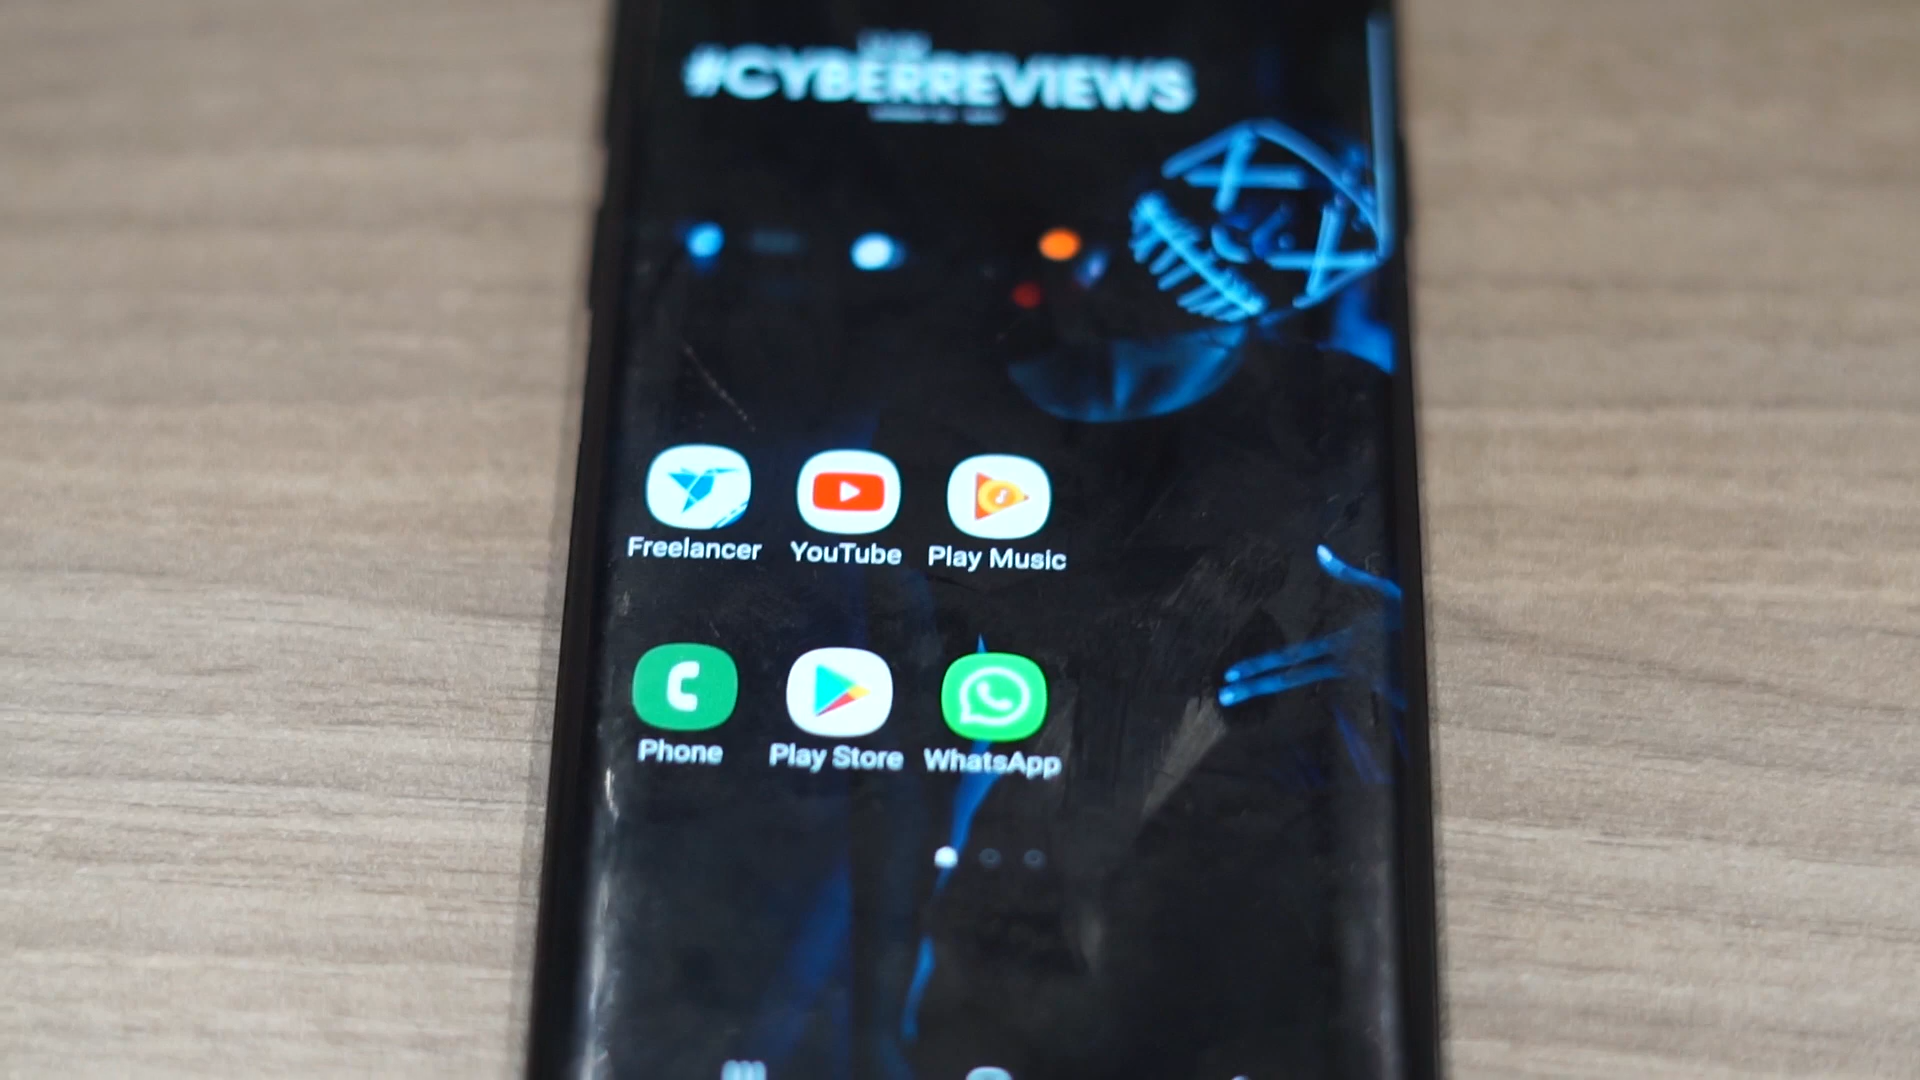 #CYBERREVIEWS
Freelancer YouTube Play Music
Phone Play Store WhatsApp